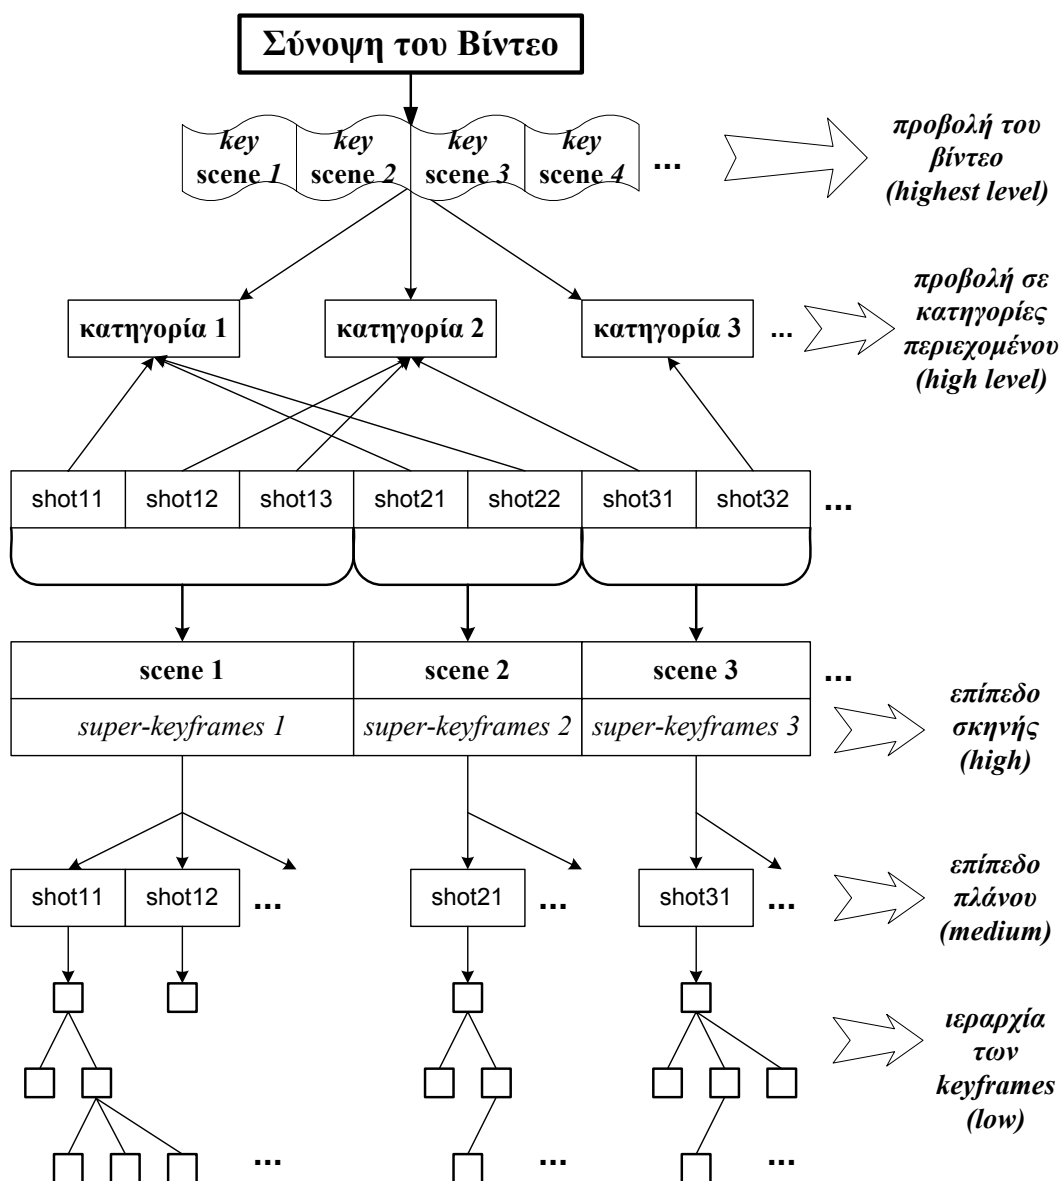 Σύνοψη του Βίντεο
key scene 1
key scene 2
key scene 3
key scene 4
...
προβολή του
βίντεο
(highest level)
κατηγορία 1
κατηγορία 2
κατηγορία 3
...
προβολή σε
κατηγορίες
περιεχομένου
(high level)
shot11 shot12 shot13 shot21 shot22 shot31 shot32 ...
scene 1 scene 2 scene 3 ...
super-keyframes 1 super-keyframes 2 super-keyframes 3
επίπεδο
σκηνής
(high)
shot11 shot12 ... shot21 ... shot31 ...
επίπεδο
πλάνου
(medium)
ιεραρχία
των
keyframes
(low)
... ... ...